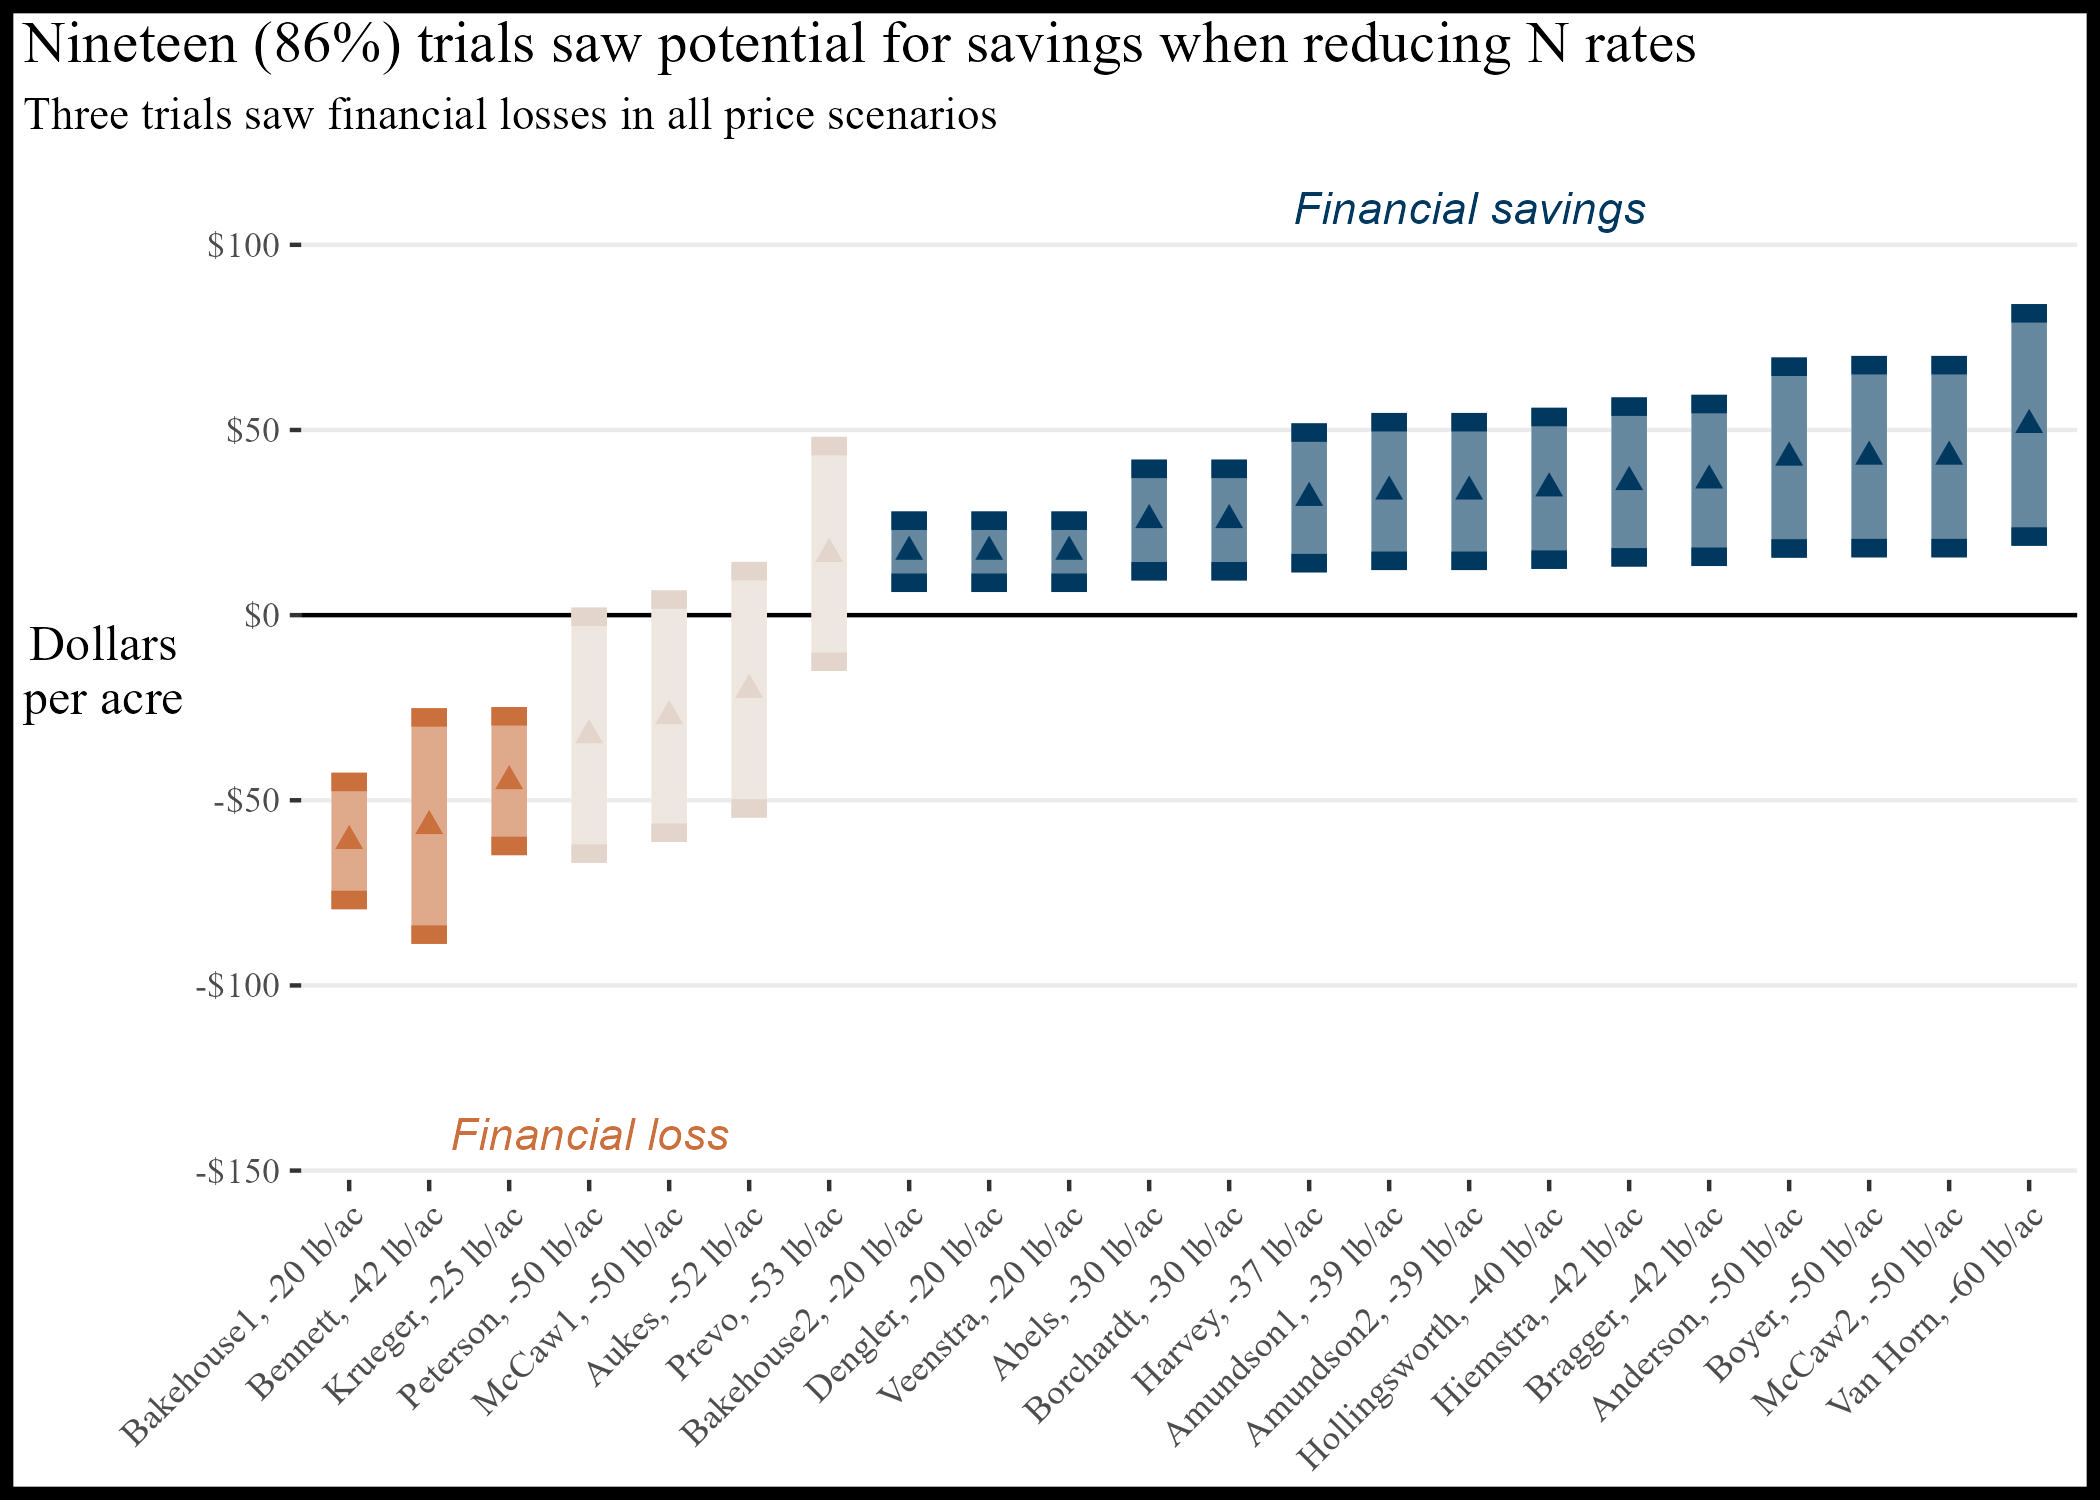 Nineteen (86%) trials saw potential for savings when reducing N rates
Three trials saw financial losses in all price scenarios
Financial savings
$100
$50
$0
Dollars
per acre
-$50
-$100
Financial loss
-$150
Bakehouse1, -20 lb/ac
Bennett, -42 lb/ac
Krueger, -25 lb/ac
Peterson, -50 lb/ac
McCaw1, -50 lb/ac
Aukes, -52 lb/ac
Prevo, -53 lb/ac
Bakehouse2, -20 lb/ac
Dengler, -20 lb/ac
Veenstra, -20 lb/ac
Abels, -30 lb/ac
Borchardt, -30 lb/ac
Harvey, -37 lb/ac
Amundson1, -39 lb/ac
Amundson2, -39 lb/ac
Hollingsworth, -40 lb/ac
Hiemstra, -42 lb/ac
Bragger, -42 lb/ac
Anderson, -50 lb/ac
Boyer, -50 lb/ac
McCaw2, -50 lb/ac
Van Horn, -60 lb/ac